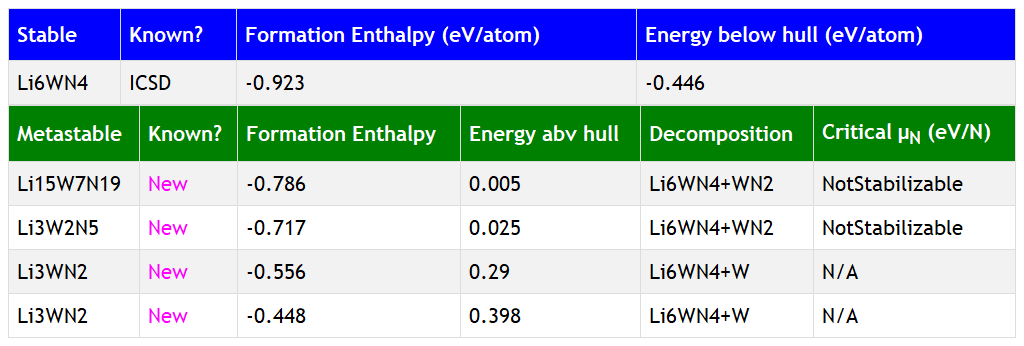 Stable Known? Formation Enthalpy (eV/atom) Energy below hull (eV/atom)
Li6WN4 ICSD -0.923 -0.446
Metastable Known? Formation Enthalpy Energy abv hull Decomposition Critical μN (eV/N)
Li15W7N19 New -0.786 0.005 Li6WN4+WN2 NotStabilizable
Li3W2N5 New -0.717 0.025 Li6WN4+WN2 NotStabilizable
Li3WN2 New -0.556 0.29 Li6WN4+W N/A
Li3WN2 New -0.448 0.398 Li6WN4+W N/A